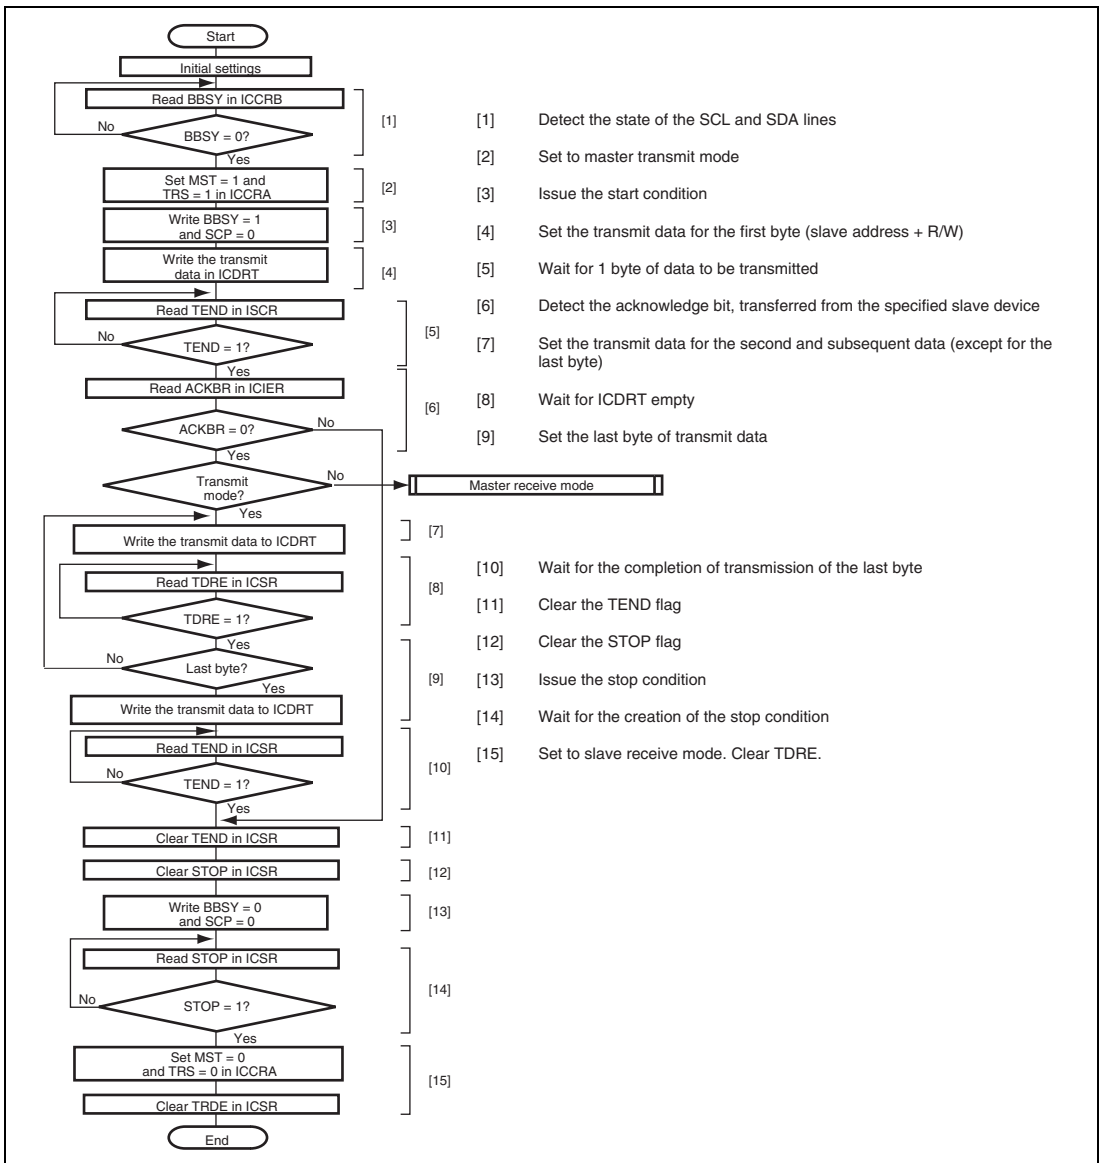 Start
Initial settings
Read BBSY in ICCRB
BBSY = 0?
No
Yes
[1]
Set MST = 1 and
TRS = 1 in ICCRA
[2]
Write BBSY = 1
and SCP = 0
[3]
Write the transmit
data in ICDRT
[4]
Read TEND in ISCR
TEND = 1?
No
Yes
[5]
Read ACKBR in ICIER
ACKBR = 0?
No
Yes
[6]
Transmit
mode?
No
Yes
Master receive mode
Write the transmit data to ICDRT
[7]
Read TDRE in ICSR
TDRE = 1?
Yes
[8]
Last byte?
No
Yes
Write the transmit data to ICDRT
[9]
Read TEND in ICSR
TEND = 1?
No
Yes
[10]
Clear TEND in ICSR
[11]
Clear STOP in ICSR
[12]
Write BBSY = 0
and SCP = 0
[13]
Read STOP in ICSR
STOP = 1?
No
Yes
[14]
Set MST = 0
and TRS = 0 in ICCRA
Clear TRDE in ICSR
[15]
End
[1] Detect the state of the SCL and SDA lines
[2] Set to master transmit mode
[3] Issue the start condition
[4] Set the transmit data for the first byte (slave address + R/W)
[5] Wait for 1 byte of data to be transmitted
[6] Detect the acknowledge bit, transferred from the specified slave device
[7] Set the transmit data for the second and subsequent data (except for the
last byte)
[8] Wait for ICDRT empty
[9] Set the last byte of transmit data
[10] Wait for the completion of transmission of the last byte
[11] Clear the TEND flag
[12] Clear the STOP flag
[13] Issue the stop condition
[14] Wait for the creation of the stop condition
[15] Set to slave receive mode. Clear TDRE.